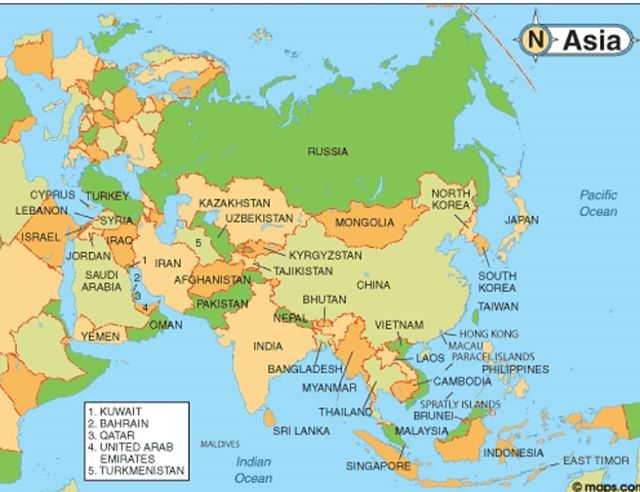 N Asia
RUSSIA
CYPRUS
TURKEY
LEBANON
SYRIA
ISRAEL
IRAQ
JORDAN
SAUDI
ARABIA
YEMEN
OMAN
IRAN
1
2
3
4
5
KAZAKHSTAN
UZBEKISTAN
AFGHANISTAN
PAKISTAN
KYRGYZSTAN
TAJIKISTAN
MONGOLIA
CHINA
NORTH
KOREA
JAPAN
SOUTH
KOREA
Pacific
Ocean
TAIWAN
HONG KONG
MACAU
PARACEL ISLANDS
PHILIPPINES
BHUTAN
NEPAL
INDIA
BANGLADESH
MYANMAR
VIETNAM
LAOS
CAMBODIA
THAILAND
SPRATLY ISLANDS
BRUNEI
MALAYSIA
SRI LANKA
MALDIVES
Indian
Ocean
SINGAPORE
INDONESIA
EAST TIMOR
1. KUWAIT
2. BAHRAIN
3. QATAR
4. UNITED ARAB
EMIRATES
5. TURKMENISTAN
© maps.com